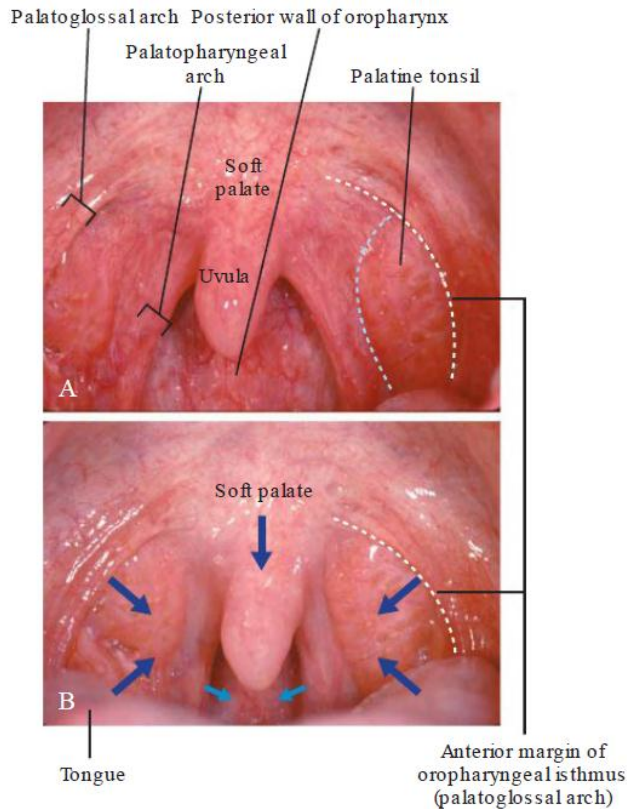 Palatoglossal arch
Posterior wall of oropharynx
Palatopharyngeal
arch
Palatine tonsil
Soft
palate
Uvula
A
Soft palate
B
Tongue
Anterior margin of
oropharyngeal isthmus
(palatoglossal arch)